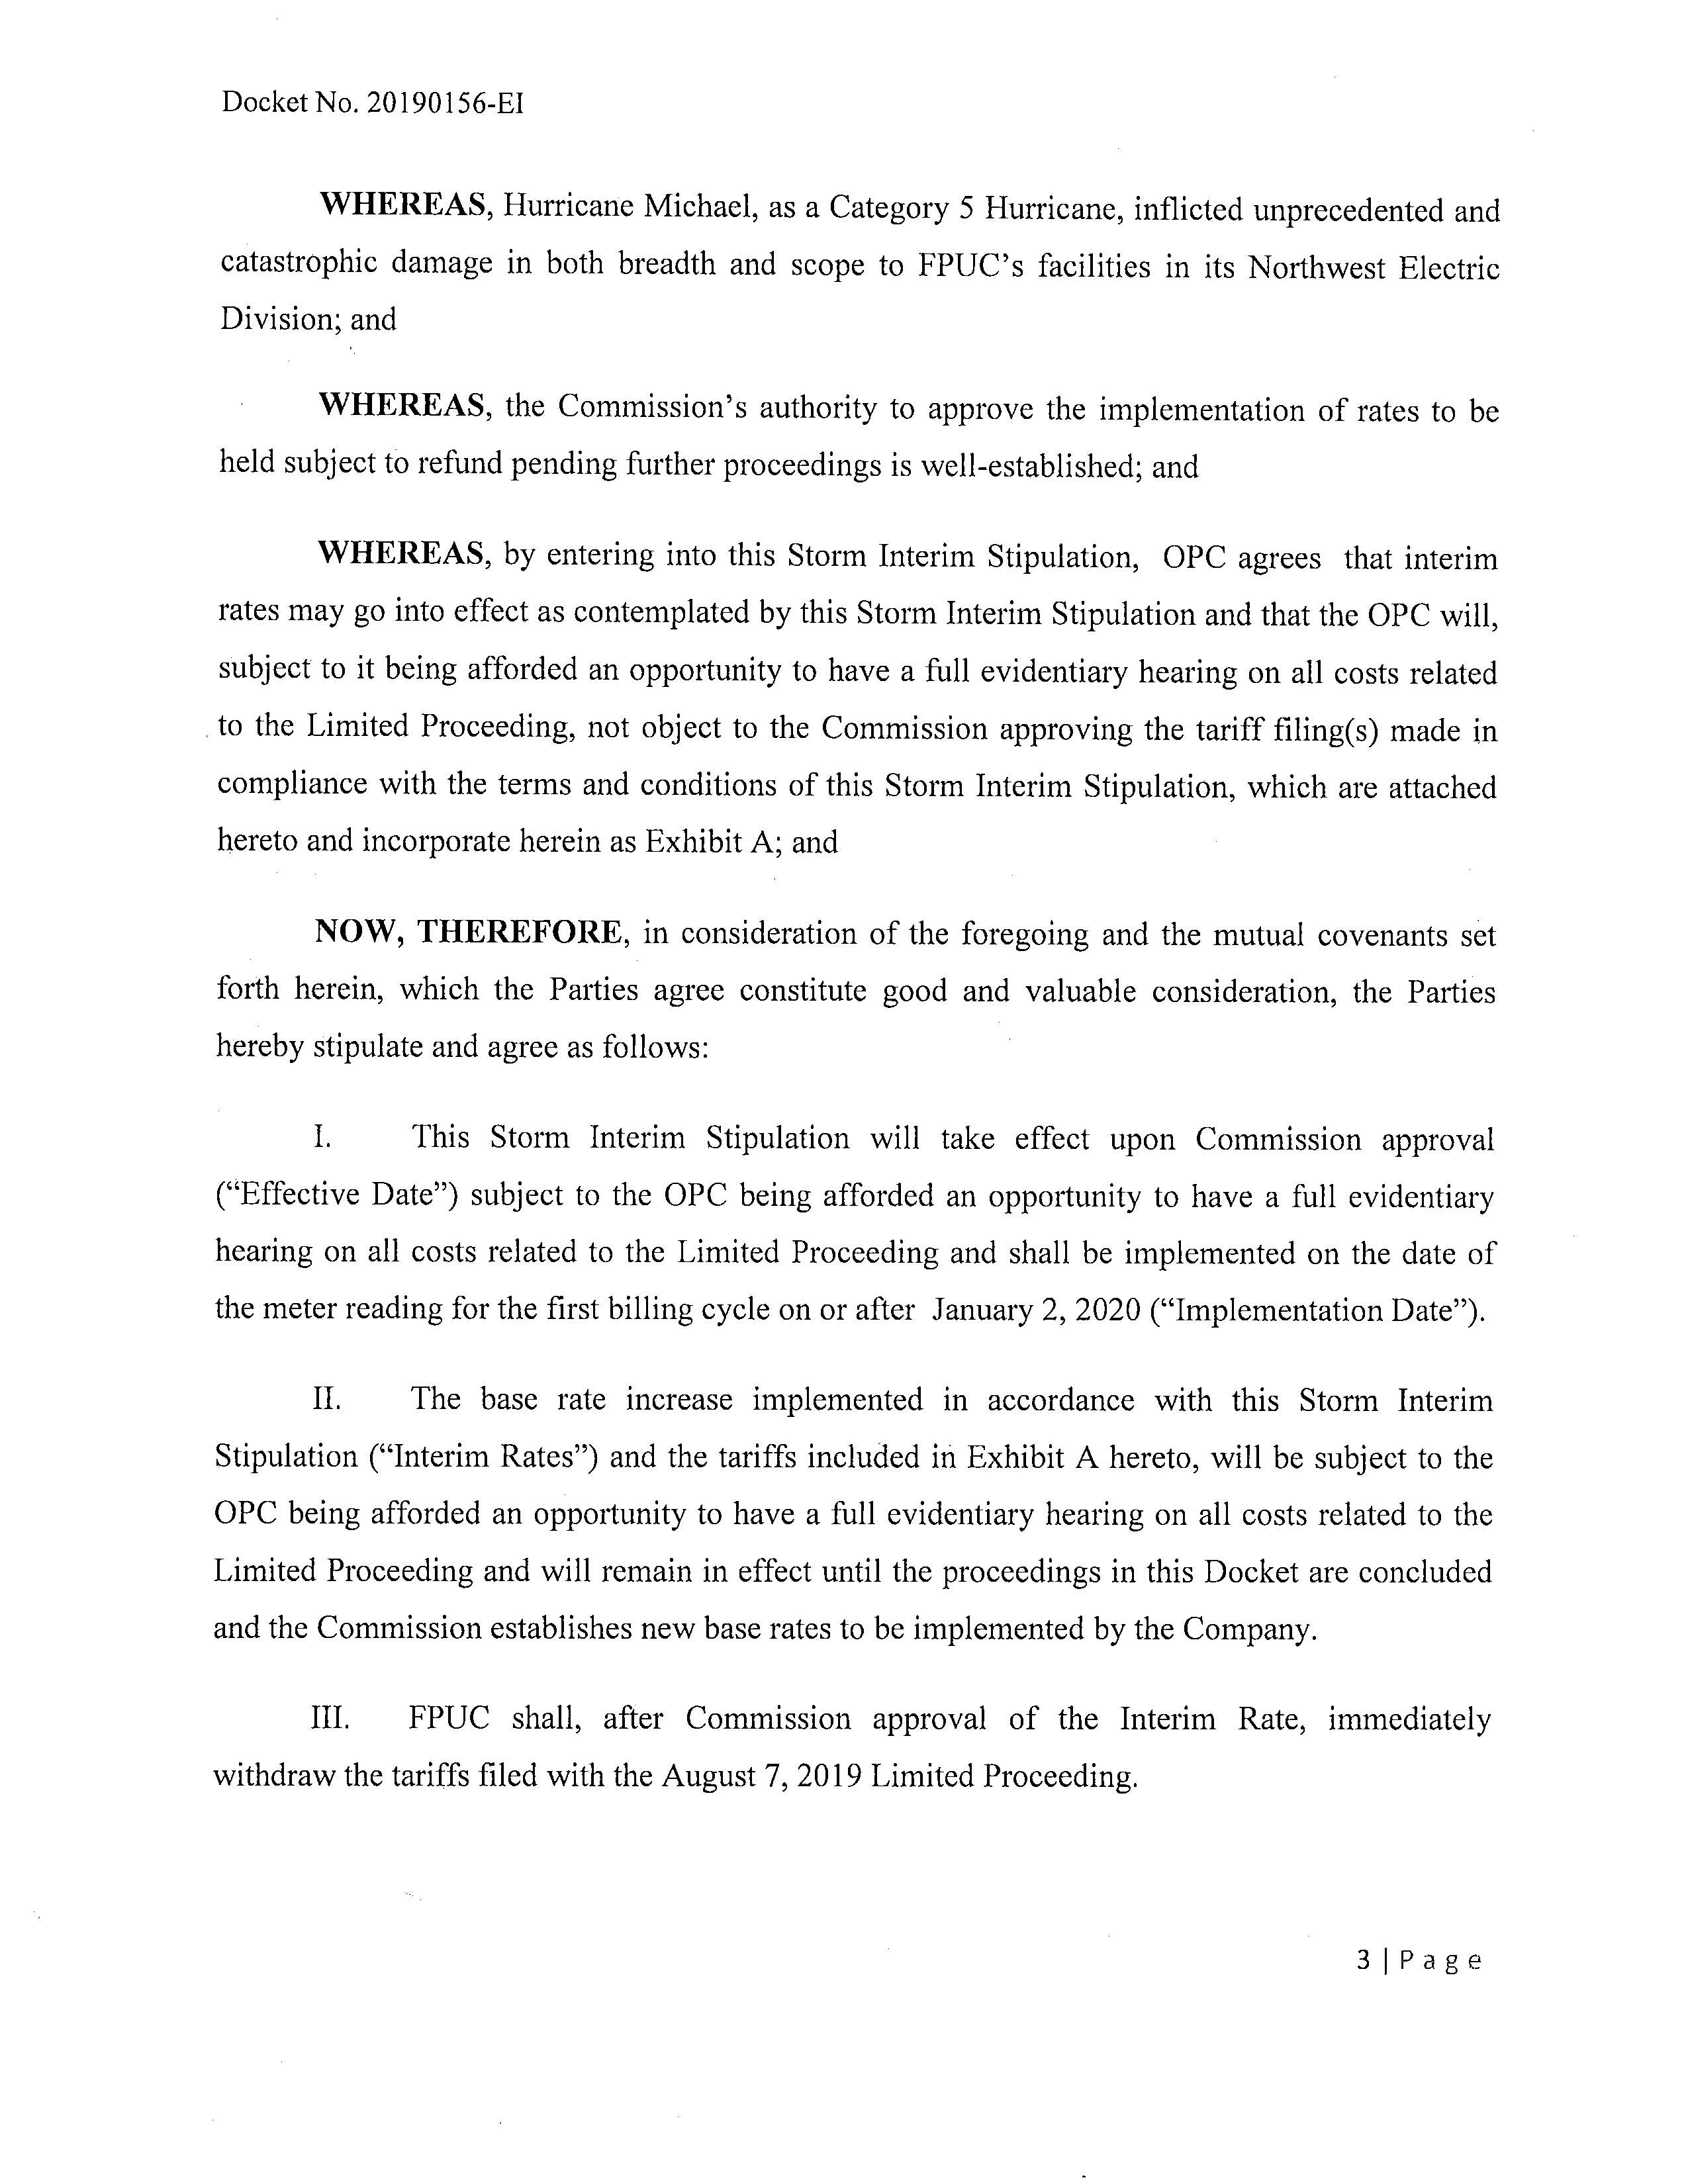 Docket No. 20190156-EI
WHEREAS, Hurricane Michael, as a Category 5 Hurricane, inflicted unprecedented and
catastrophic damage in both breadth and scope to FPUC's facilities in its Northwest Electric
Division; and
WHEREAS, the Commission's authority to approve the implementation of rates to be
held subject to refund pending further proceedings is well-established; and
WHEREAS, by entering into this Storm Interim Stipulation, OPC agrees that interim
rates may go into effect as contemplated by this Storm Interim Stipulation and that the OPC will,
subject to it being afforded an opportunity to have a full evidentiary hearing on all costs related
to the Limited Proceeding, not object to the Commission approving the tariff filing(s) made in
compliance with the terms and conditions of this Storm Interim Stipulation, which are attached
hereto and incorporate herein as Exhibit A; and
NOW, THEREFORE, in consideration of the foregoing and the mutual covenants set
forth herein, which the Parties agree constitute good and valuable consideration, the Parties
hereby stipulate and agree as follows:
I. This Storm Interim Stipulation will take effect upon Commission approval
("Effective Date") subject to the OPC being afforded an opportunity to have a full evidentiary
hearing on all costs related to the Limited Proceeding and shall be implemented on the date of
the meter reading for the first billing cycle on or after January 2, 2020 ("Implementation Date").
II. The base rate increase implemented in accordance with this Storm Interim
Stipulation ("Interim Rates") and the tariffs included in Exhibit A hereto, will be subject to the
OPC being afforded an opportunity to have a full evidentiary hearing on all costs related to the
Limited Proceeding and will remain in effect until the proceedings in this Docket are concluded
and the Commission establishes new base rates to be implemented by the Company.
III. FPUC shall, after Commission approval of the Interim Rate, immediately
withdraw the tariffs filed with the August 7, 2019 Limited Proceeding.
3 | P a g e